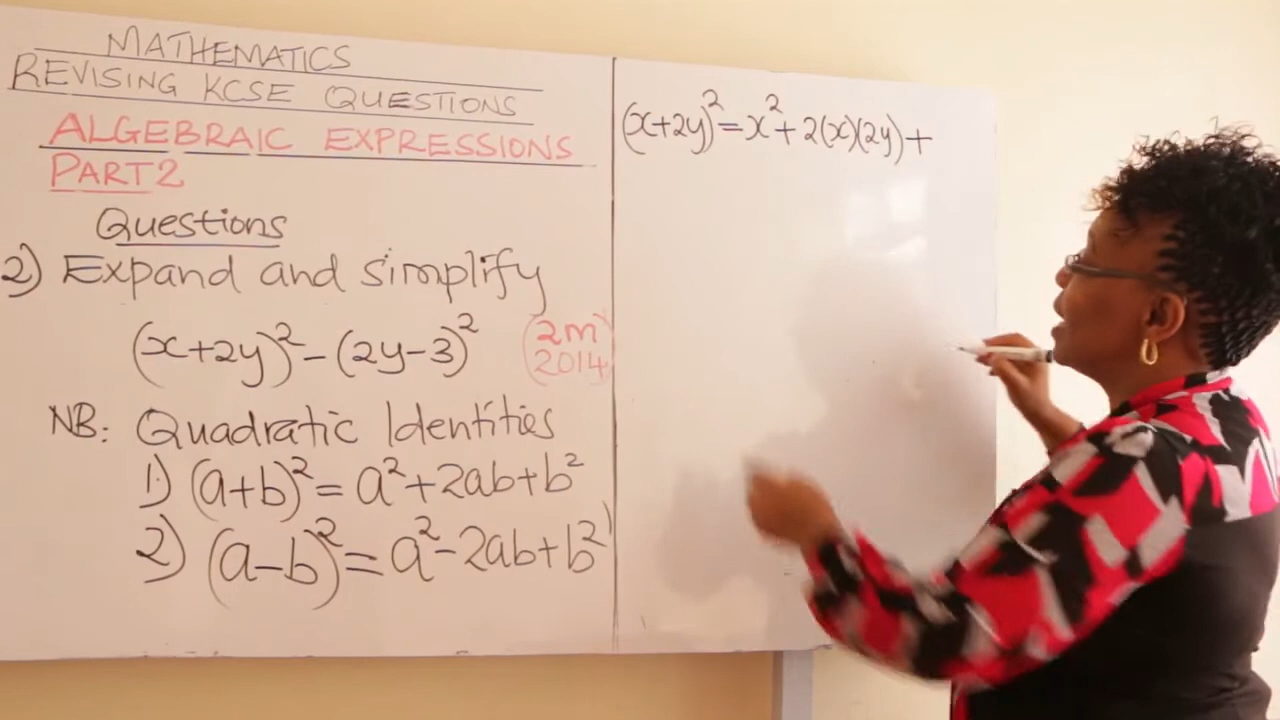 MATHEMATICS
REVISING KCSE QUESTIONS
ALGEBRAIC EXPRESSIONS
PART 2
Questions
2) Expand and simplify
(x+2y)² - (2y-3)²
(2m
2014)
NB: Quadratic Identities
1) (a+b)² = a²+2ab+b²
2) (a-b)² = a²-2ab+b²
(x+2y)² = x² + 2(x)(2y) +